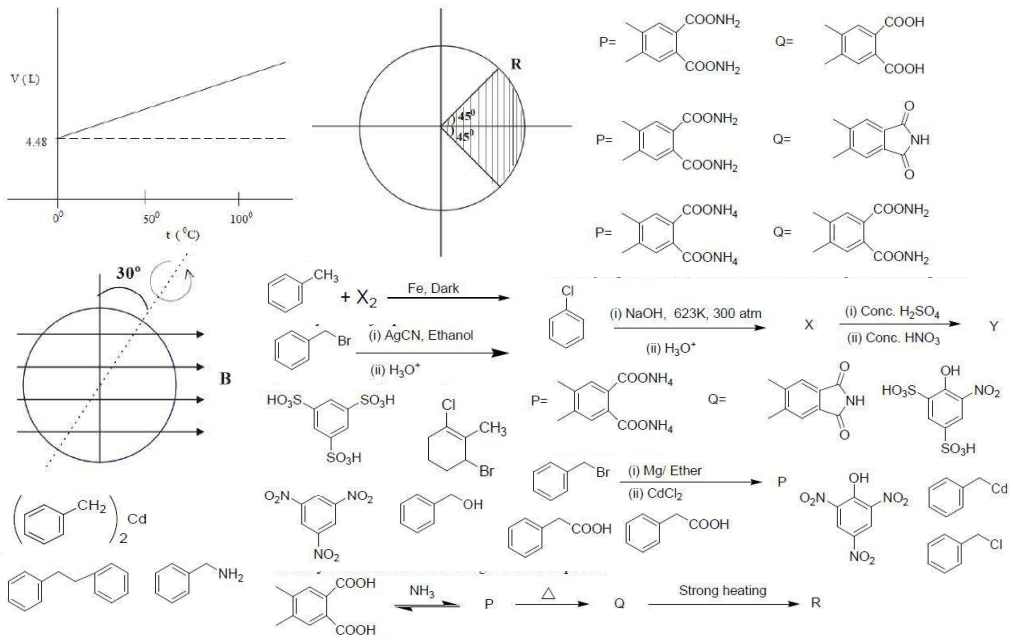 V (L)
4.48
0⁰ 50⁰ 100⁰
t (⁰C)
R
45⁰
45⁰
P=
COONH₂
COONH₂
Q=
COOH
COOH
P=
COONH₂
COONH₂
Q=
O
NH
O
P=
COONH₄
COONH₄
Q=
COONH₂
COONH₂
30⁰
B
CH₃
+ X₂
Fe, Dark
Br
(i) AgCN, Ethanol
(ii) H₃O⁺
Cl
(i) NaOH, 623K, 300 atm
(ii) H₃O⁺
X
(i) Conc. H₂SO₄
(ii) Conc. HNO₃
Y
HO₃S SO₃H
SO₃H
Cl
CH₃
Br
P=
COONH₄
COONH₄
Q=
O
NH
O
OH
HO₃S NO₂
SO₃H
O₂N NO₂
NO₂
OH
Br
(i) Mg/ Ether
(ii) CdCl₂
P
OH
O₂N NO₂
NO₂
Cd
Cl
CH₂
2
Cd
COOH
COOH
NH₂
COOH
COOH
NH₃
P
△
Q
Strong heating
R